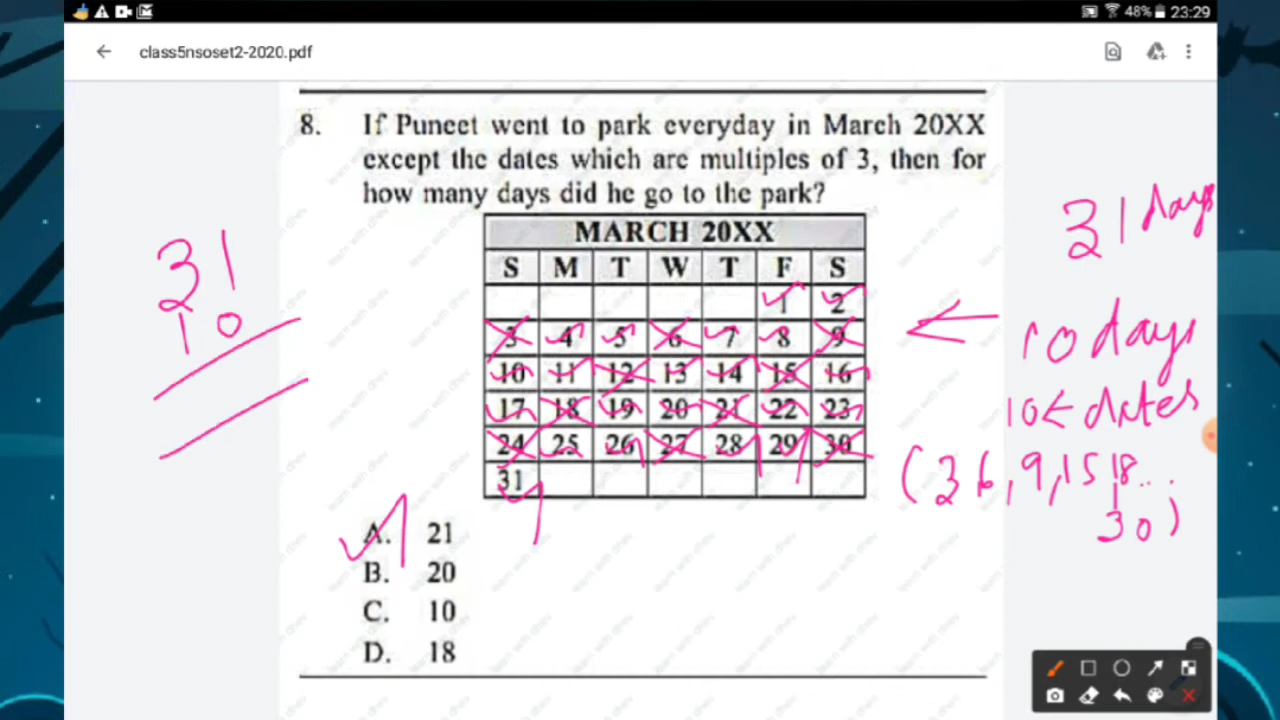 48% 23:29
class5nsoset2-2020.pdf
8. If Puneet went to park everyday in March 20XX
except the dates which are multiples of 3, then for
how many days did he go to the park?
MARCH 20XX
S M T W T F S
1 2
3 4 5 6 7 8 9
10 11 12 13 14 15 16
17 18 19 20 21 22 23
24 25 26 27 28 29 30
31
A. 21
B. 20
C. 10
D. 18
31
10
31 days
10 days
10 < dates
(3 6, 9, 15 18...
30)